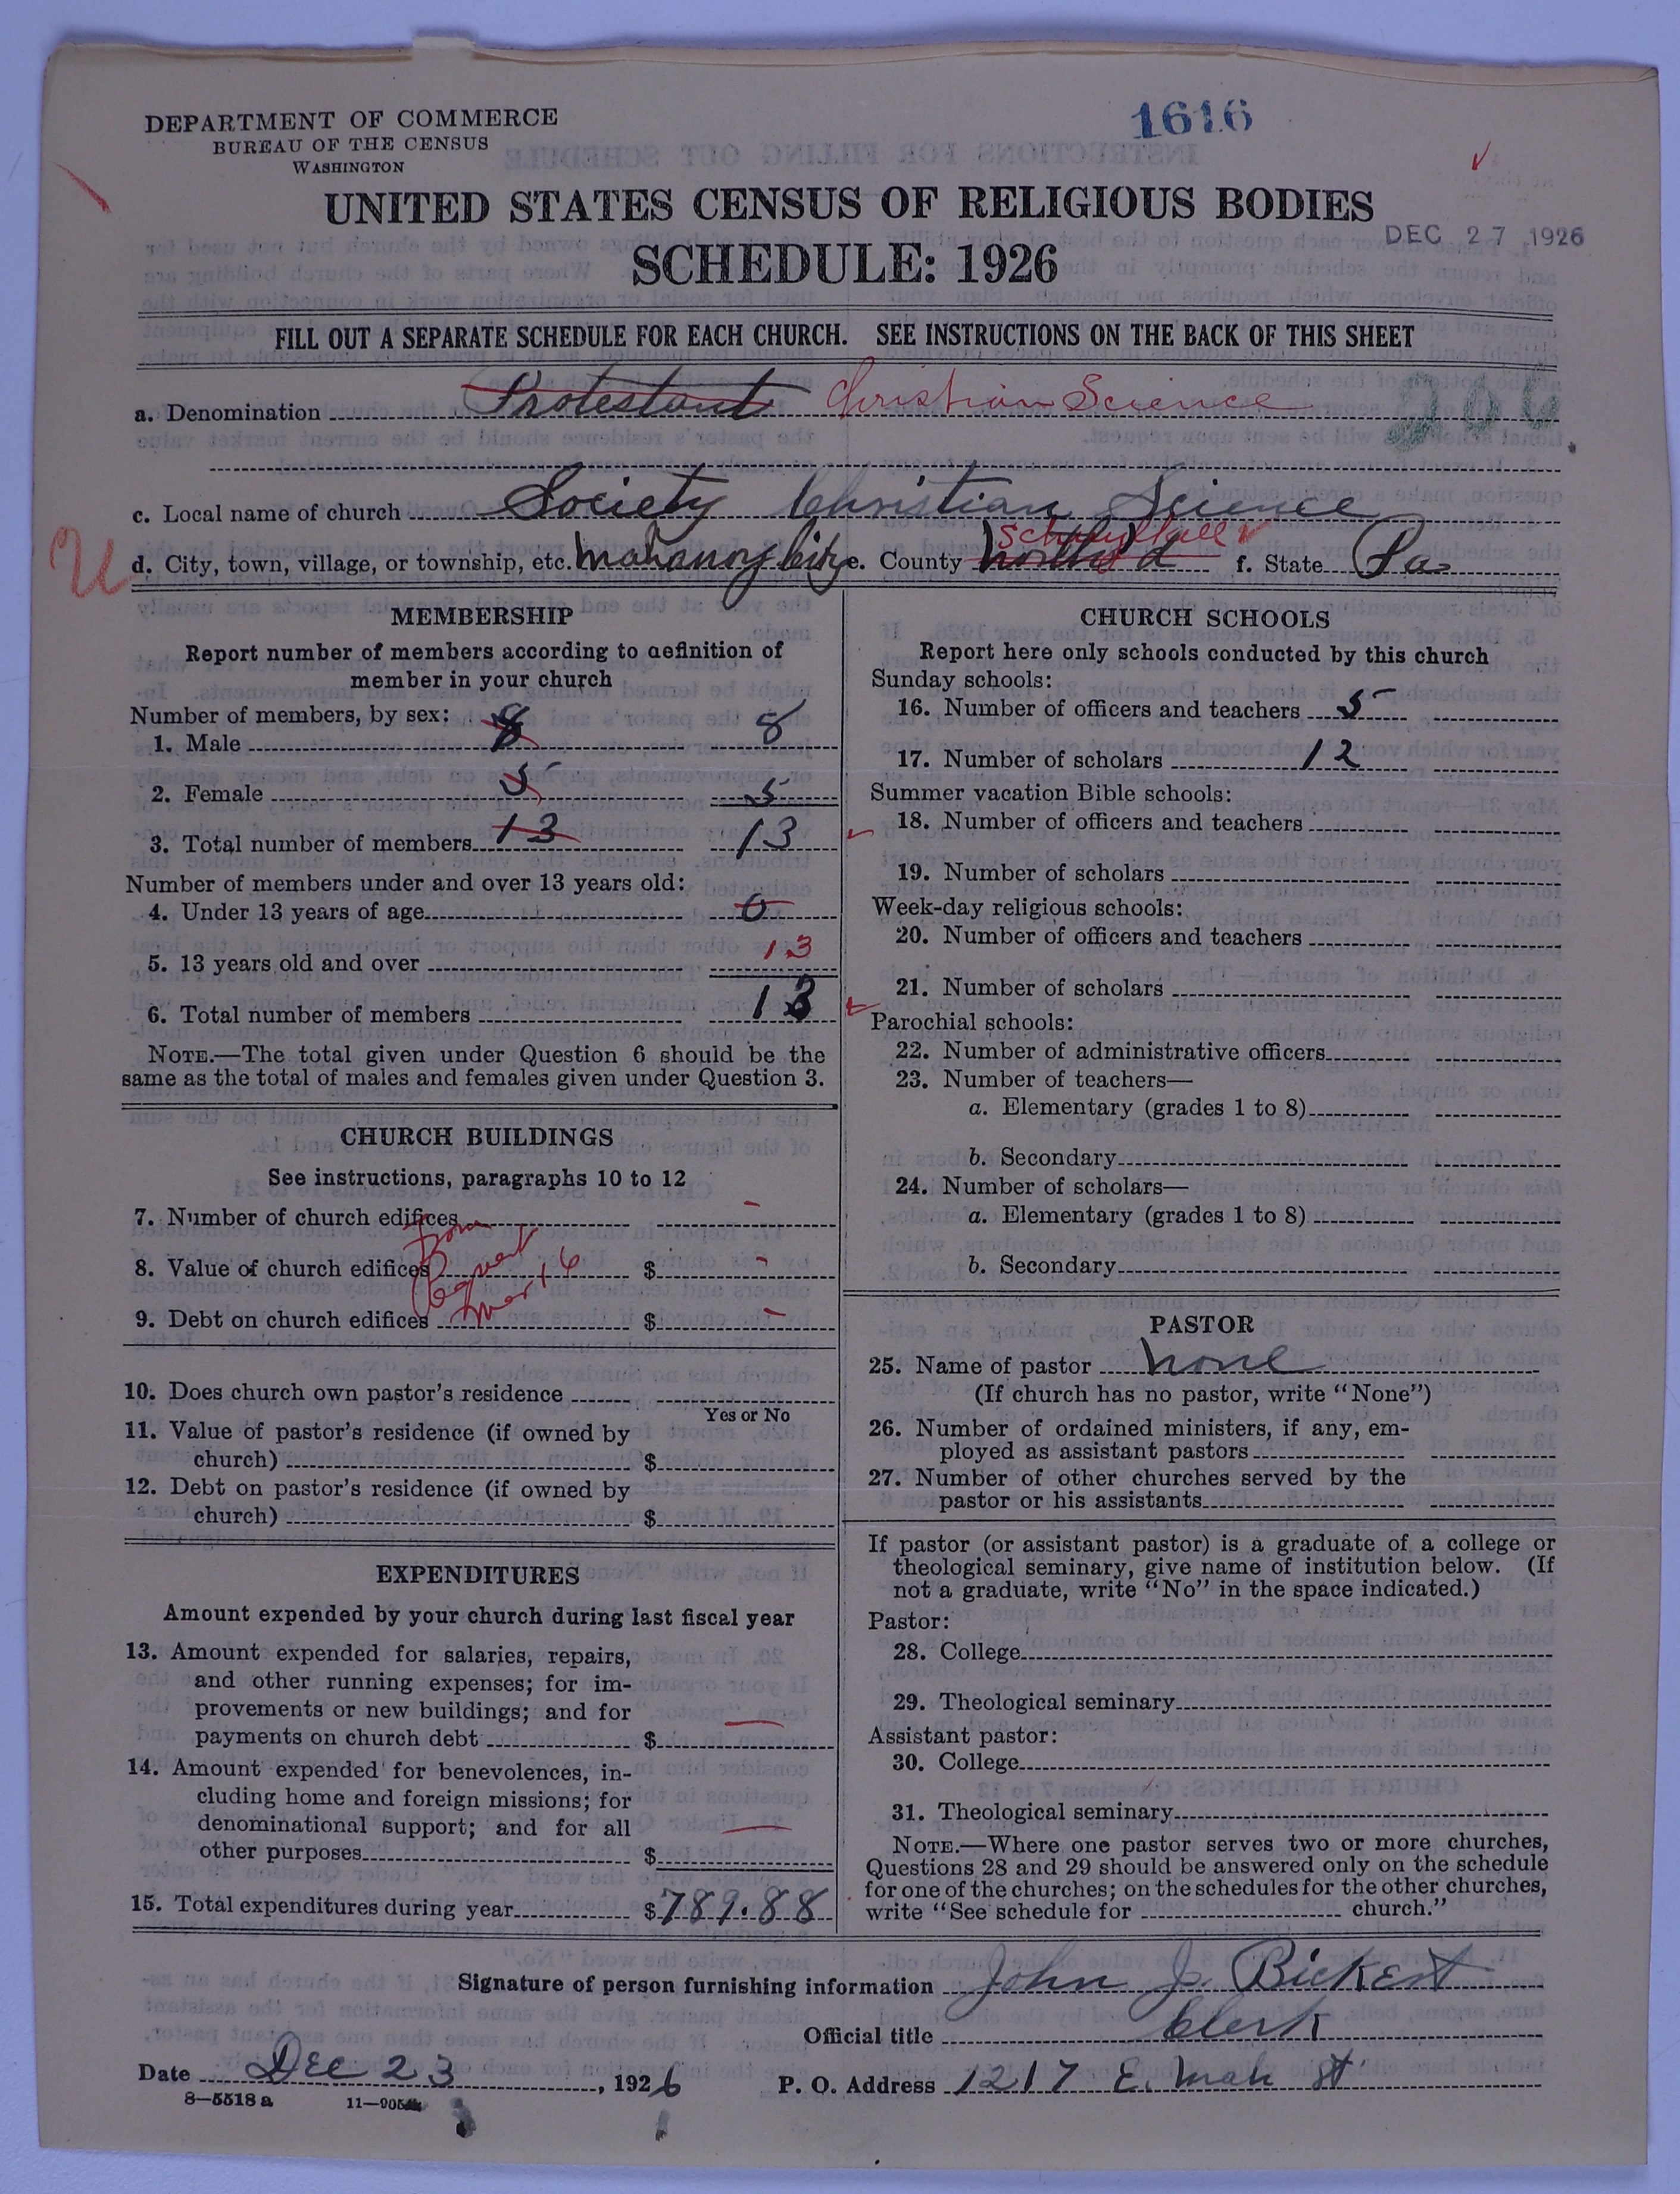 1616
DEPARTMENT OF COMMERCE
BUREAU OF THE CENSUS
WASHINGTON
UNITED STATES CENSUS OF RELIGIOUS BODIES
DEC 27 1926
SCHEDULE: 1926
FILL OUT A SEPARATE SCHEDULE FOR EACH CHURCH. SEE INSTRUCTIONS ON THE BACK OF THIS SHEET
a. Denomination Protestant Christian Science 206
c. Local name of church Society Christian Science
U
Schuylkill
d. City, town, village, or township, etc. Mahanoy City e. County f. State Pa.
MEMBERSHIP
Report number of members according to definition of
member in your church
Number of members, by sex:
1. Male 8 8
2. Female 5 5
3. Total number of members 13 13
Number of members under and over 13 years old:
4. Under 13 years of age 0
5. 13 years old and over 13
6. Total number of members 13
NOTE.—The total given under Question 6 should be the
same as the total of males and females given under Question 3.
CHURCH BUILDINGS
See instructions, paragraphs 10 to 12
7. Number of church edifices -
From
8. Value of church edifices $ -
16
9. Debt on church edifices $ -
10. Does church own pastor's residence
Yes or No
11. Value of pastor's residence (if owned by
church) $
12. Debt on pastor's residence (if owned by
church) $
EXPENDITURES
Amount expended by your church during last fiscal year
13. Amount expended for salaries, repairs,
and other running expenses; for im-
provements or new buildings; and for
payments on church debt $ —
14. Amount expended for benevolences, in-
cluding home and foreign missions; for
denominational support; and for all
other purposes $ —
15. Total expenditures during year $ 789.88
CHURCH SCHOOLS
Report here only schools conducted by this church
Sunday schools:
16. Number of officers and teachers 5
17. Number of scholars 12
Summer vacation Bible schools:
18. Number of officers and teachers
19. Number of scholars
Week-day religious schools:
20. Number of officers and teachers
21. Number of scholars
Parochial schools:
22. Number of administrative officers
23. Number of teachers—
a. Elementary (grades 1 to 8)
b. Secondary
24. Number of scholars—
a. Elementary (grades 1 to 8)
b. Secondary
PASTOR
25. Name of pastor None
(If church has no pastor, write "None")
26. Number of ordained ministers, if any, em-
ployed as assistant pastors
27. Number of other churches served by the
pastor or his assistants
If pastor (or assistant pastor) is a graduate of a college or
theological seminary, give name of institution below. (If
not a graduate, write "No" in the space indicated.)
Pastor:
28. College
29. Theological seminary
Assistant pastor:
30. College
31. Theological seminary
NOTE.—Where one pastor serves two or more churches,
Questions 28 and 29 should be answered only on the schedule
for one of the churches; on the schedules for the other churches,
write "See schedule for church."
Signature of person furnishing information John J. Bickert
Official title Clerk
Date Dec 23, 1926 P. O. Address 1217 E. Mah St
8—5518 a 11—9054